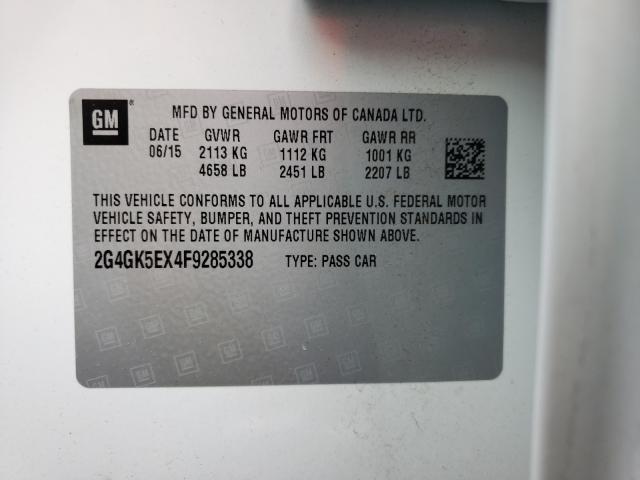 GM
MFD BY GENERAL MOTORS OF CANADA LTD.
DATE GVWR GAWR FRT GAWR RR
06/15 2113 KG 1112 KG 1001 KG
4658 LB 2451 LB 2207 LB
THIS VEHICLE CONFORMS TO ALL APPLICABLE U.S. FEDERAL MOTOR
VEHICLE SAFETY, BUMPER, AND THEFT PREVENTION STANDARDS IN
EFFECT ON THE DATE OF MANUFACTURE SHOWN ABOVE.
2G4GK5EX4F9285338 TYPE: PASS CAR